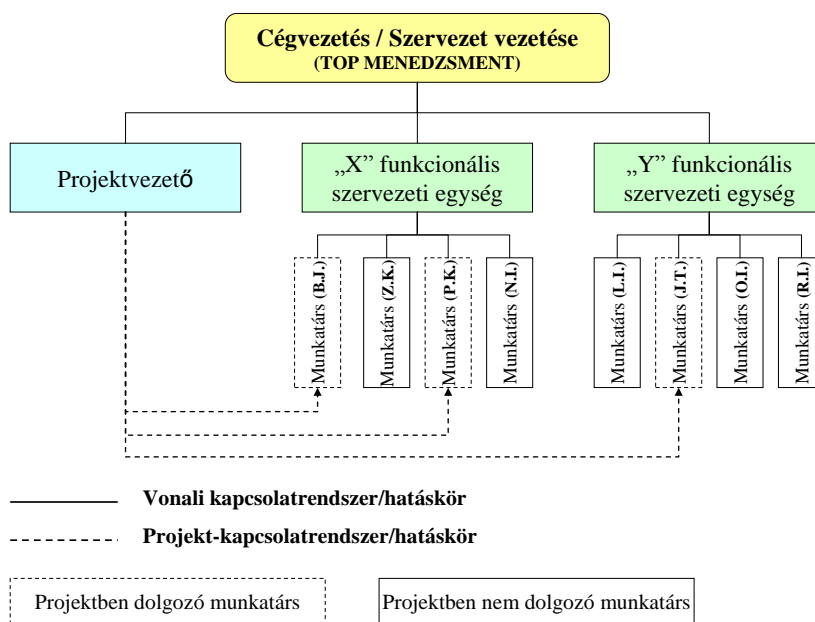 Cégvezetés / Szervezet vezetése
(TOP MENEDZSMENT)
Projektvezető
„X” funkcionális
szervezeti egység
„Y” funkcionális
szervezeti egység
Munkatárs (B.J.)
Munkatárs (Z.K.)
Munkatárs (P.K.)
Munkatárs (N.I.)
Munkatárs (L.I.)
Munkatárs (J.T.)
Munkatárs (O.I.)
Munkatárs (R.I.)
Vonali kapcsolatrendszer/hatáskör
Projekt-kapcsolatrendszer/hatáskör
Projektben dolgozó munkatárs
Projektben nem dolgozó munkatárs